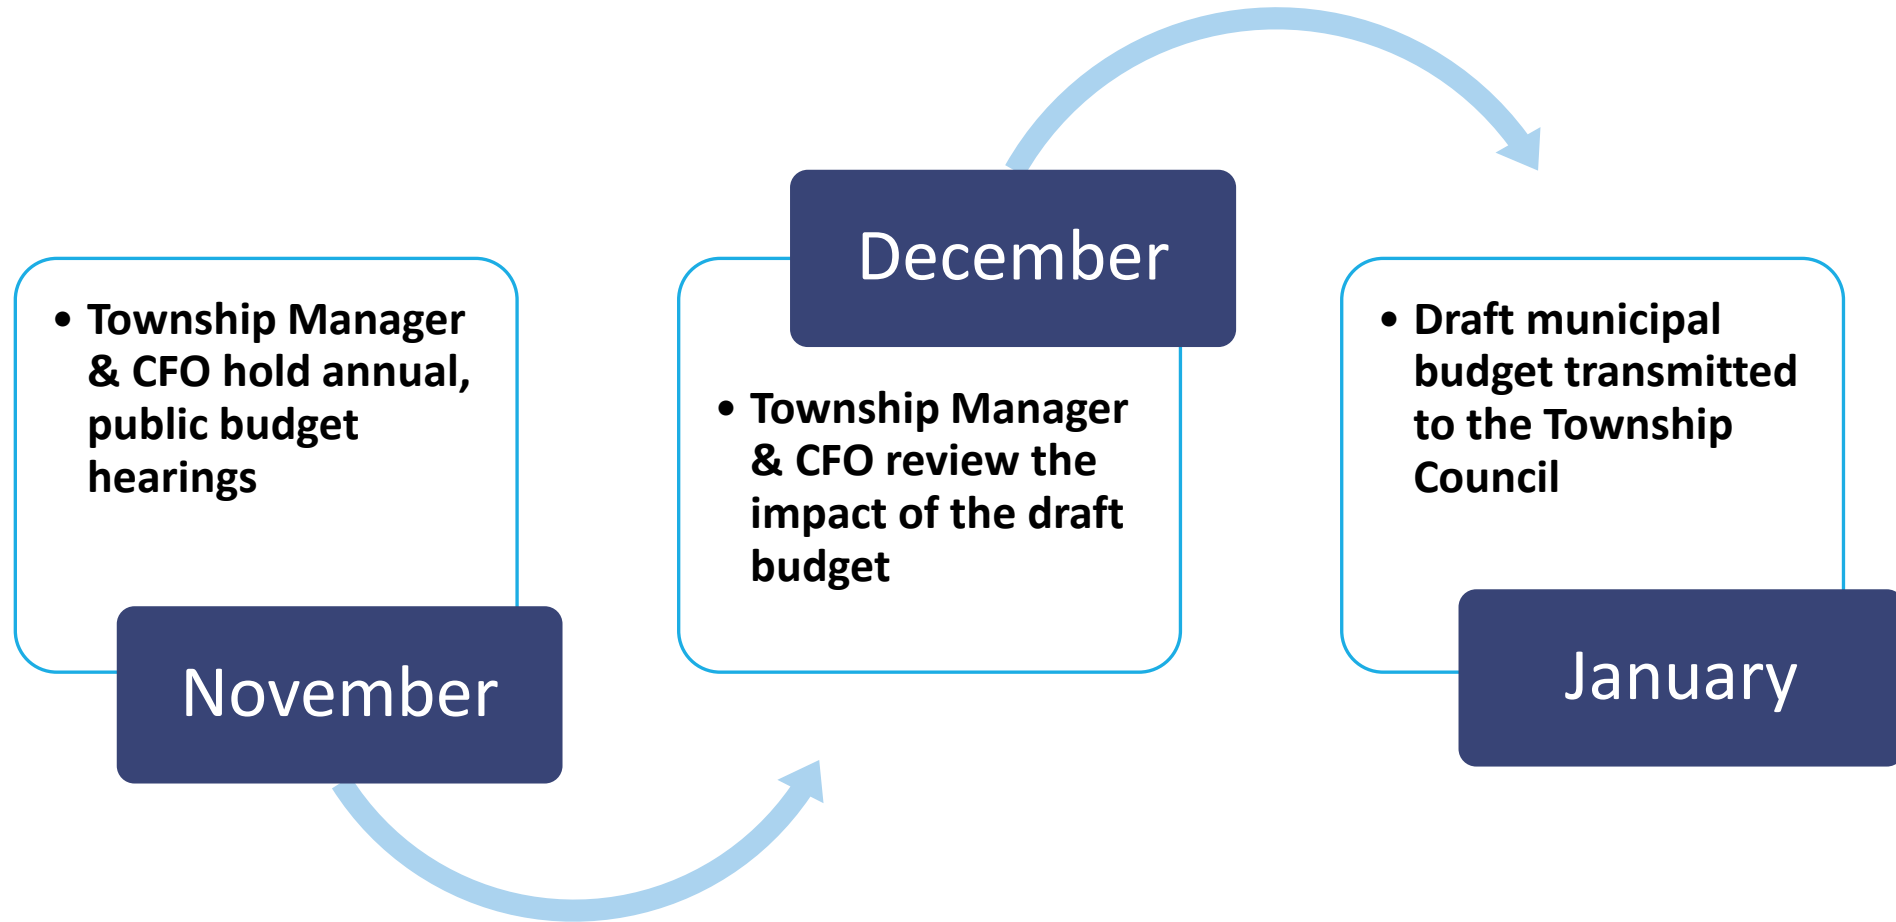 • Township Manager
& CFO hold annual,
public budget
hearings
November
December
• Township Manager
& CFO review the
impact of the draft
budget
• Draft municipal
budget transmitted
to the Township
Council
January